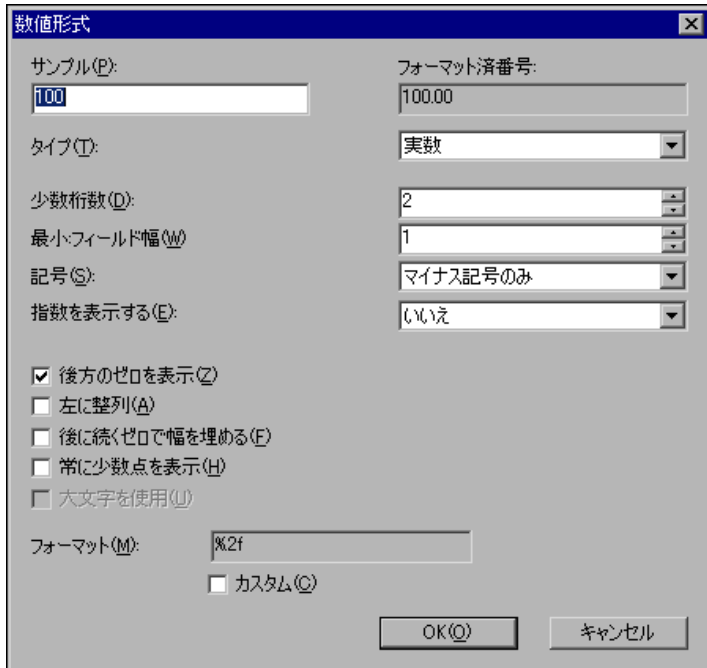 数値形式
サンプル(P): フォーマット済番号:
100 100.00
タイプ(T): 実数
少数桁数(D): 2
最小フィールド幅(W) 1
記号(S): マイナス記号のみ
指数を表示する(E): いいえ
後方のゼロを表示(Z)
左に整列(A)
後に続くゼロで幅を埋める(F)
常に少数点を表示(H)
大文字を使用(U)
フォーマット(M): %.2f
カスタム(C)
OK(O) キャンセル